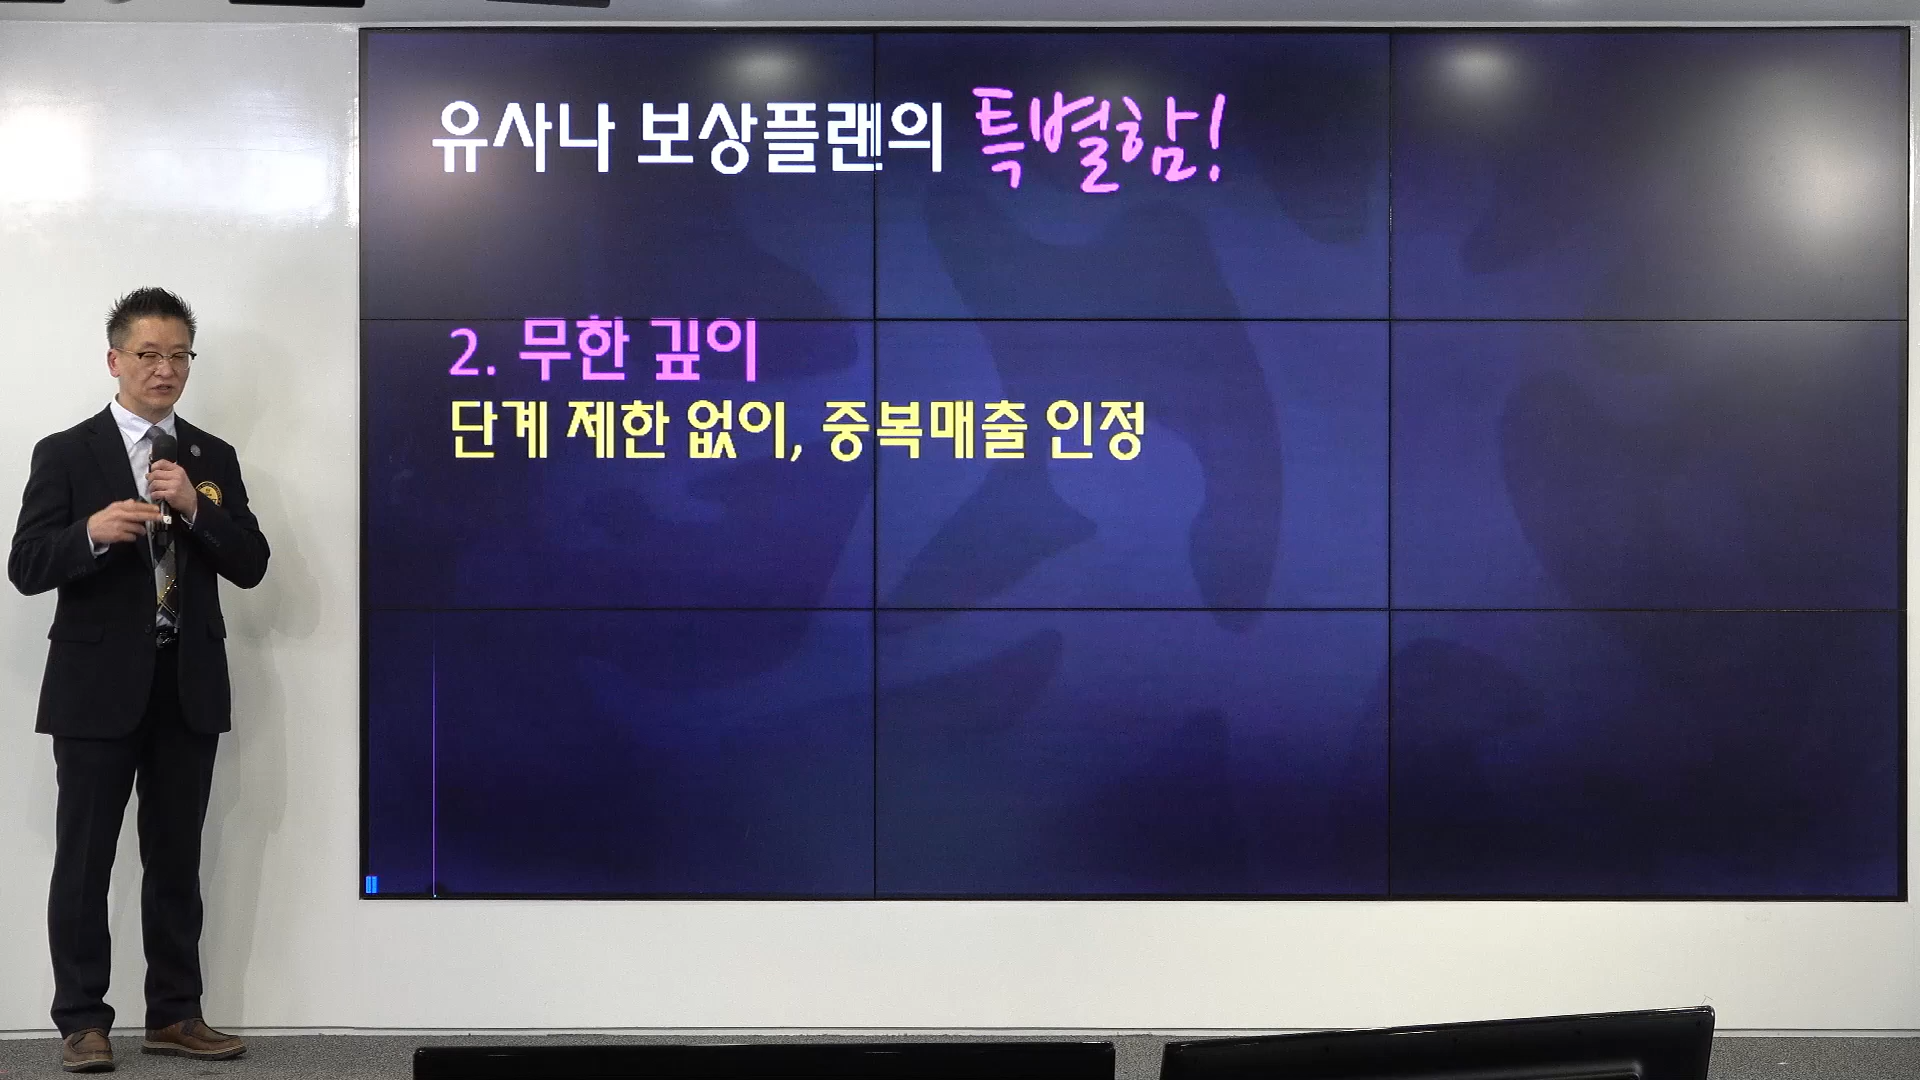 유사나 보상플랜의 특별함!
2. 무한 깊이
단계 제한 없이, 중복매출 인정